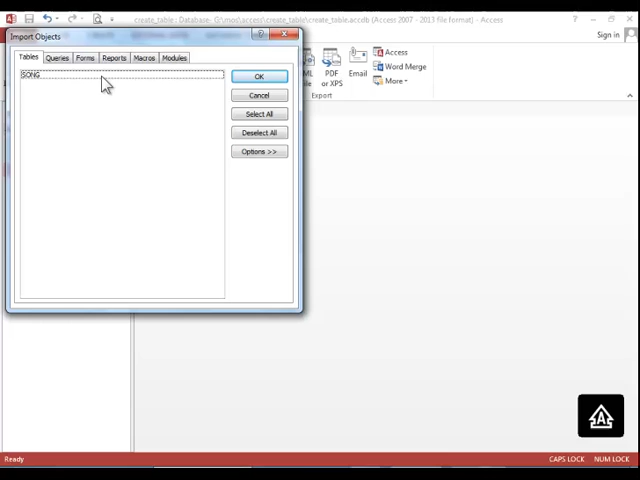 create_table : Database- G:\mos\access\create_table\create_table.accdb (Access 2007 - 2013 file format) - Access
Sign in
Import Objects
Tables Queries Forms Reports Macros Modules
SONG
OK
Cancel
Select All
Deselect All
Options >>
PDF
or XPS
Email
Access
Word Merge
More
Export
A
Ready
CAPS LOCK NUM LOCK